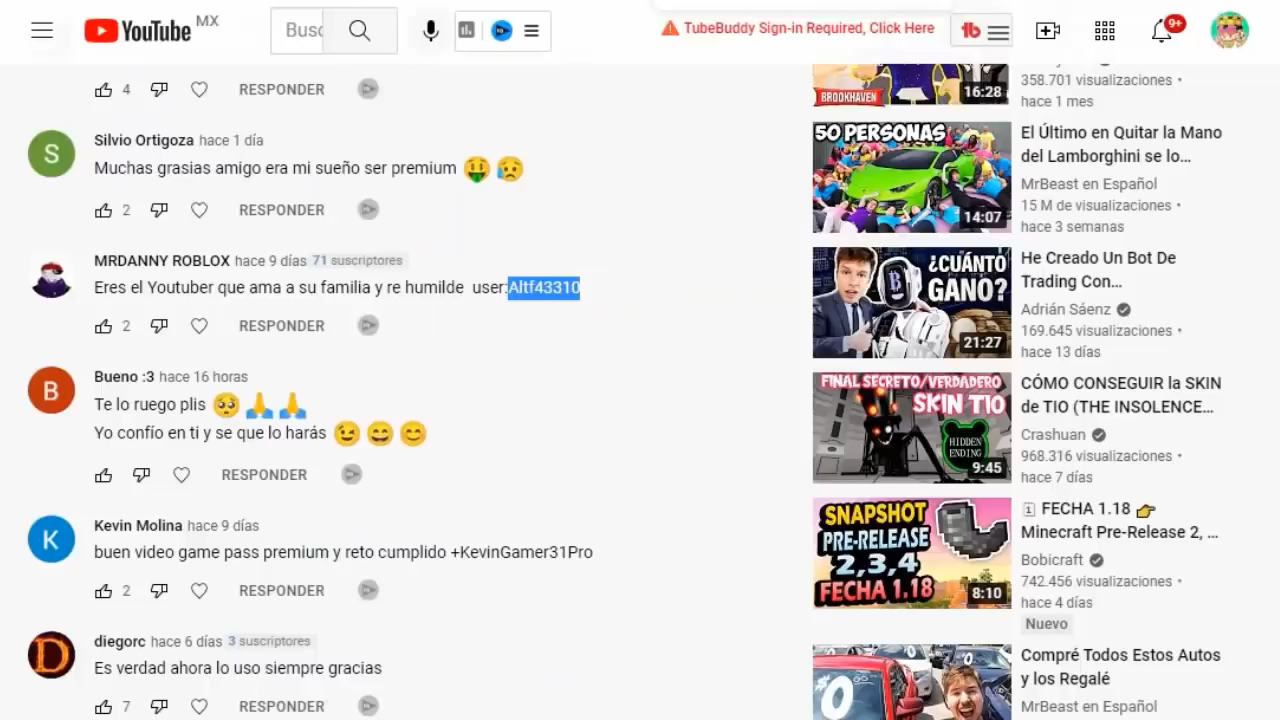 YouTube MX
Busc
TubeBuddy Sign-in Required, Click Here
tb
9+
4
RESPONDER
Silvio Ortigoza hace 1 día
Muchas grasias amigo era mi sueño ser premium 🤑 😥
2
RESPONDER
MRDANNY ROBLOX hace 9 días 71 suscriptores
Eres el Youtuber que ama a su familia y re humilde user:Altf43310
2
RESPONDER
B
Bueno :3 hace 16 horas
Te lo ruego plis 🥺 🙏 🙏
Yo confío en ti y se que lo harás 😉 😄 😊
RESPONDER
S
K
Kevin Molina hace 9 días
buen video game pass premium y reto cumplido +KevinGamer31Pro
2
RESPONDER
D
diegorc hace 6 días 3 suscriptores
Es verdad ahora lo uso siempre gracias
7
RESPONDER
BROOKHAVEN
16:28
358.701 visualizaciones •
hace 1 mes
50 PERSONAS
14:07
El Último en Quitar la Mano
del Lamborghini se lo...
MrBeast en Español
15 M de visualizaciones •
hace 3 semanas
¿CUÁNTO
GANO?
21:27
He Creado Un Bot De
Trading Con...
Adrián Sáenz
169.645 visualizaciones •
hace 13 días
FINAL SECRETO/VERDADERO
SKIN TIO
HIDDEN
ENDING
9:45
CÓMO CONSEGUIR la SKIN
de TIO (THE INSOLENCE...
Crashuan
968.316 visualizaciones •
hace 7 días
SNAPSHOT
PRE-RELEASE
2,3,4
FECHA 1.18
8:10
FECHA 1.18 👉
Minecraft Pre-Release 2, ...
Bobicraft
742.456 visualizaciones •
hace 4 días
Nuevo
$0
Compré Todos Estos Autos
y los Regalé
MrBeast en Español